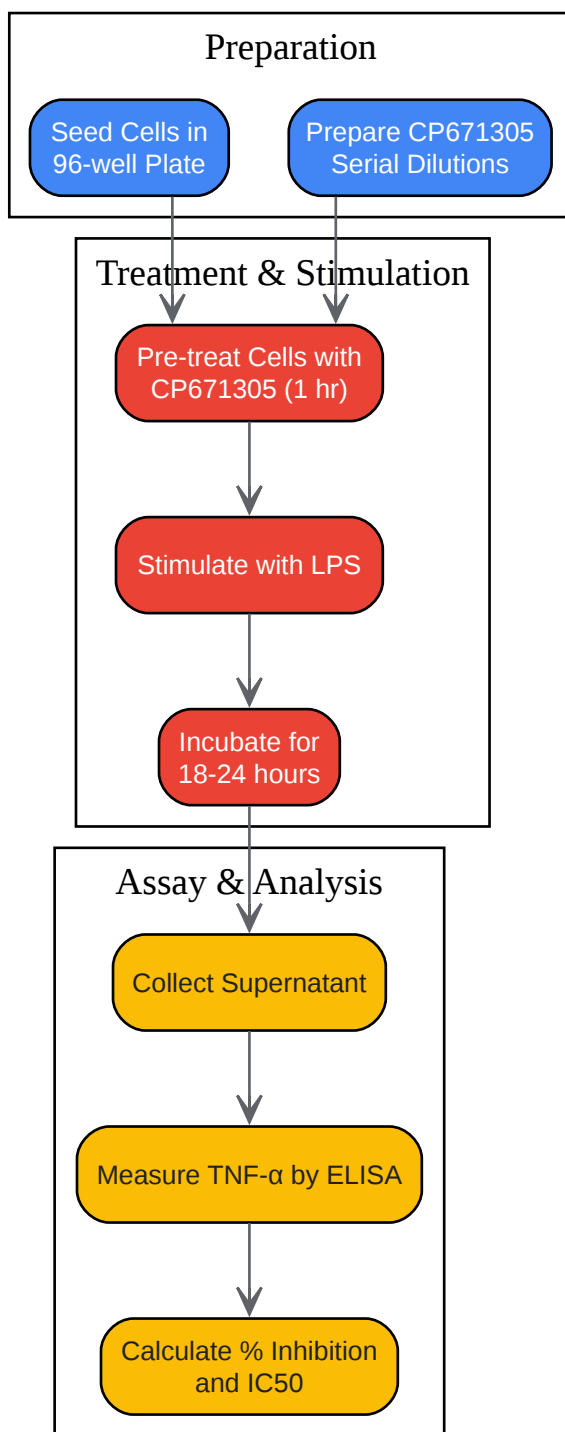 Preparation
Seed Cells in
96-well Plate
Prepare CP671305
Serial Dilutions
Treatment & Stimulation
Pre-treat Cells with
CP671305 (1 hr)
Stimulate with LPS
Incubate for
18-24 hours
Assay & Analysis
Collect Supernatant
Measure TNF-α by ELISA
Calculate % Inhibition
and IC50